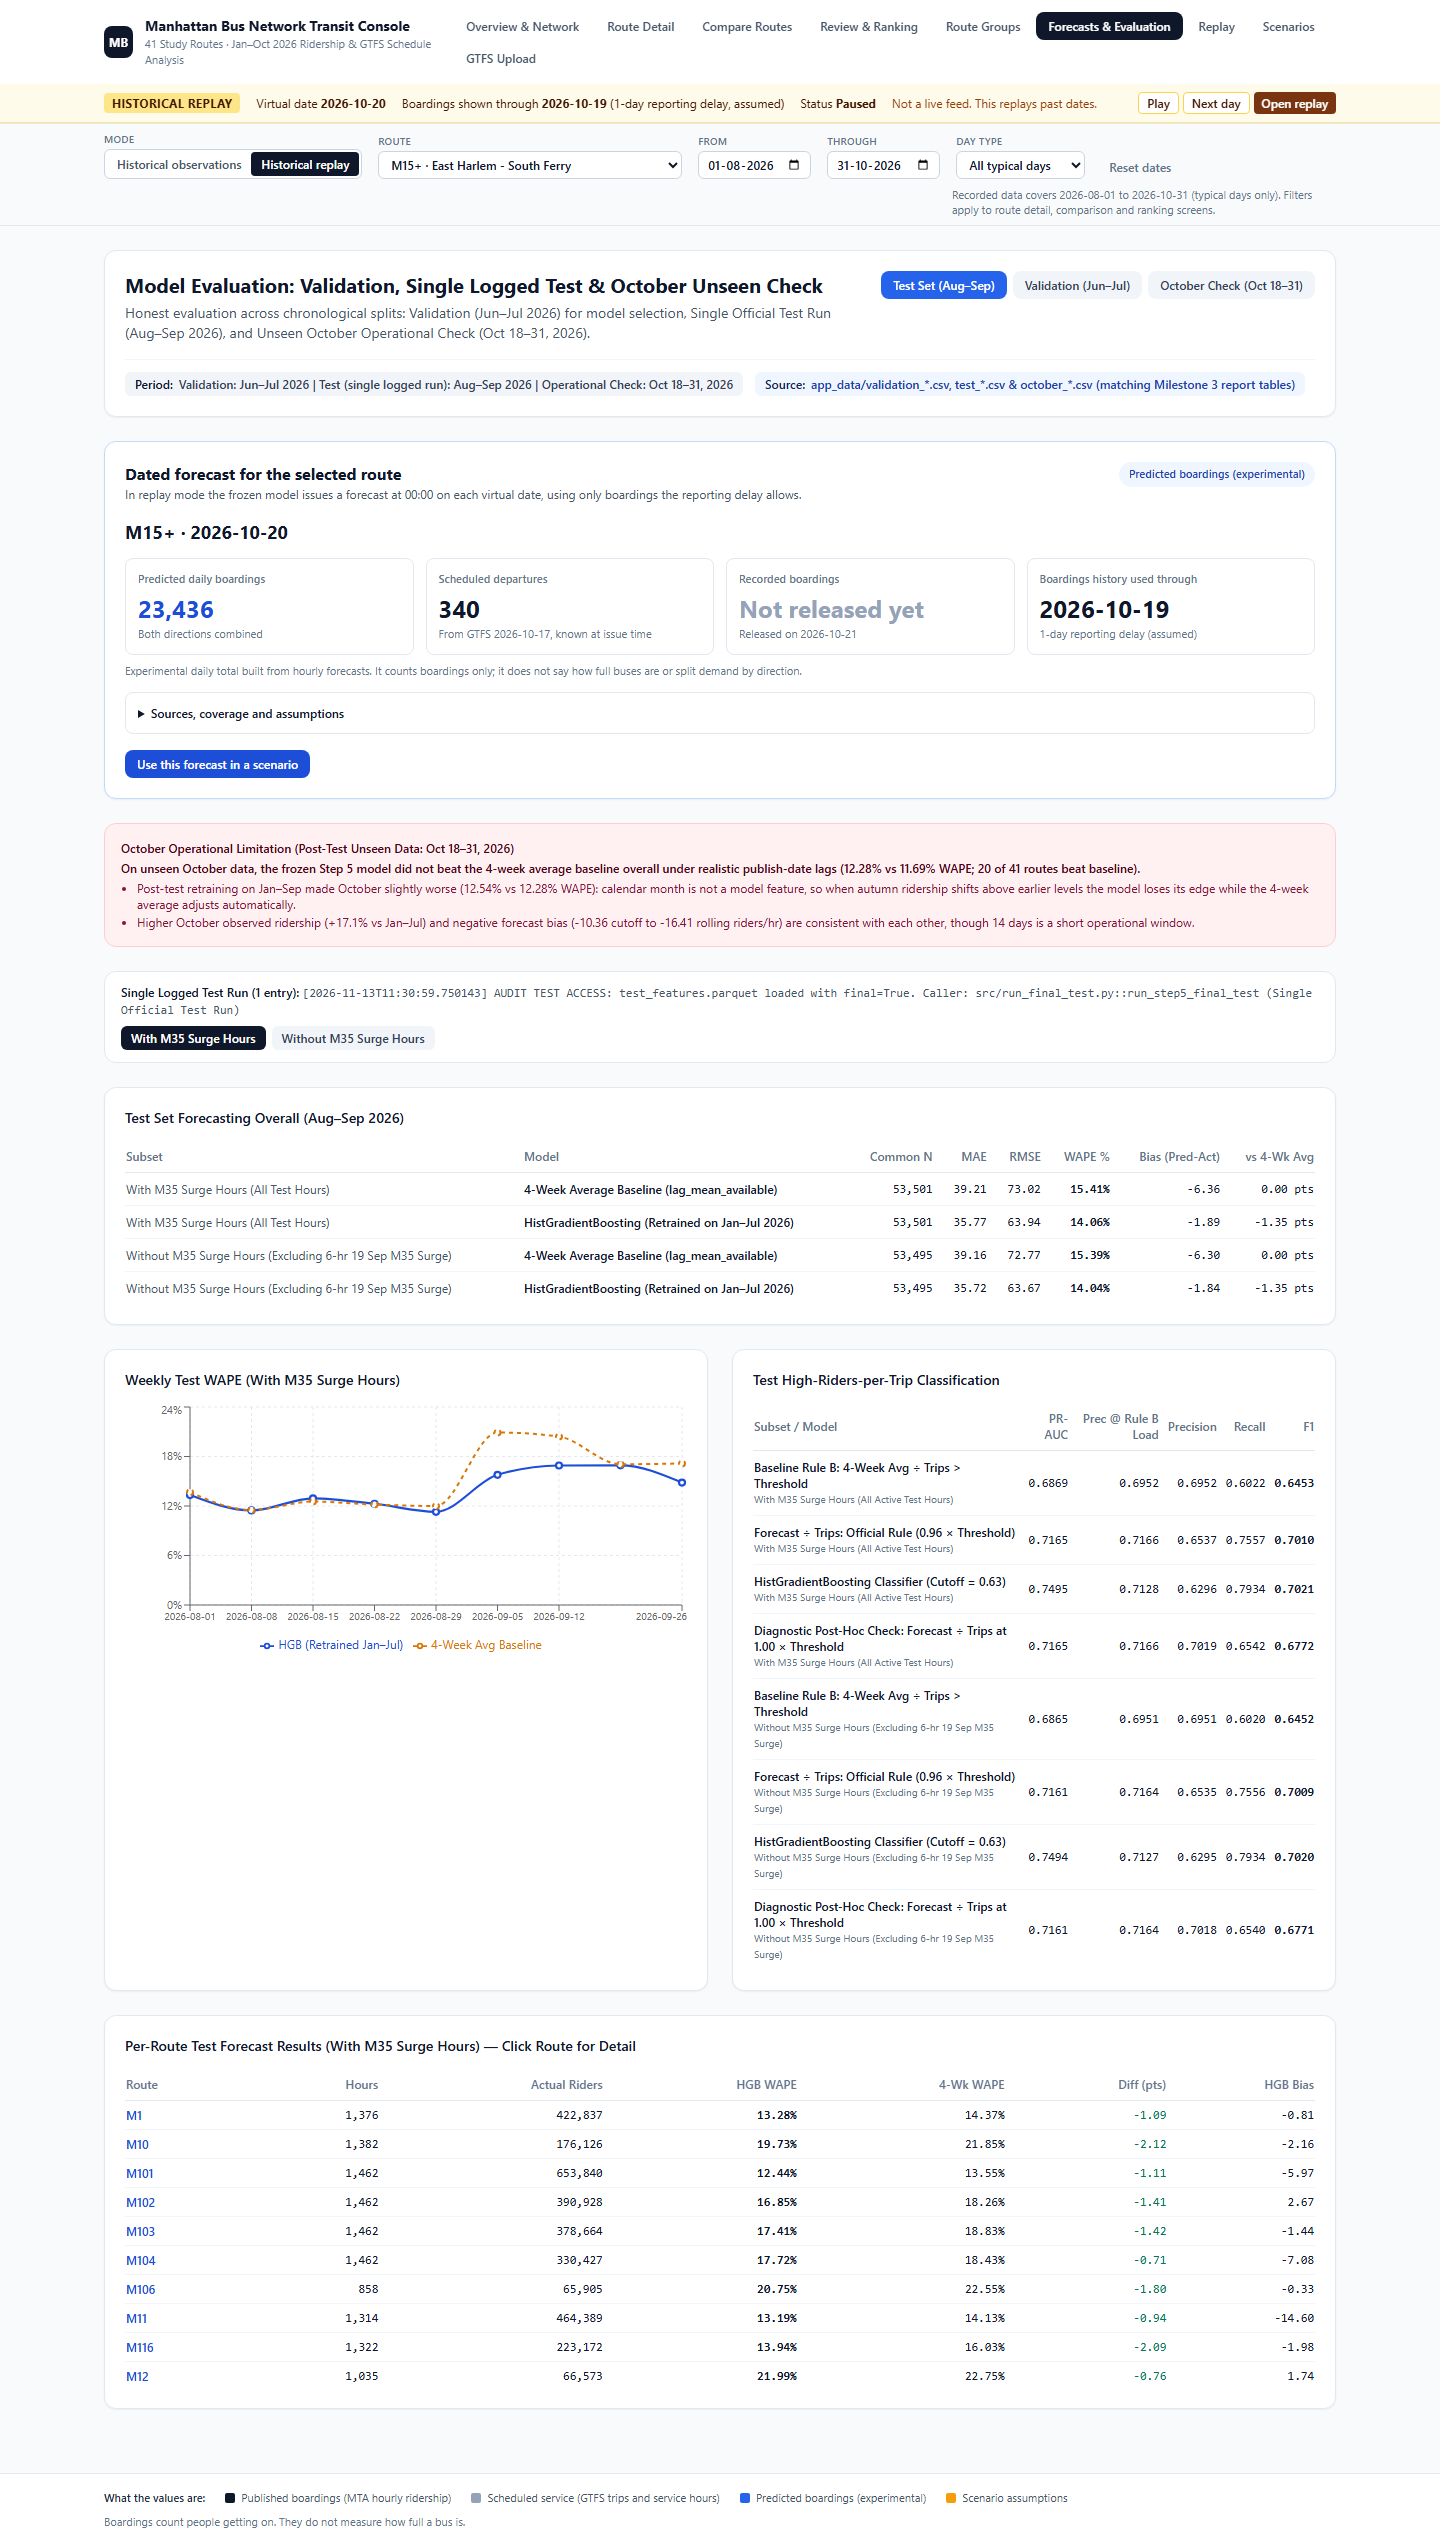 MB
Manhattan Bus Network Transit Console
41 Study Routes · Jan–Oct 2026 Ridership & GTFS Schedule
Analysis
Overview & Network Route Detail Compare Routes Review & Ranking Route Groups Forecasts & Evaluation Replay Scenarios
GTFS Upload
HISTORICAL REPLAY Virtual date 2026-10-20 Boardings shown through 2026-10-19 (1-day reporting delay, assumed) Status Paused Not a live feed. This replays past dates. Play Next day Open replay
MODE ROUTE FROM THROUGH DAY TYPE
Historical observations Historical replay M15+ · East Harlem - South Ferry 01-08-2026 31-10-2026 All typical days Reset dates
Recorded data covers 2026-08-01 to 2026-10-31 (typical days only). Filters
apply to route detail, comparison and ranking screens.
Model Evaluation: Validation, Single Logged Test & October Unseen Check
Test Set (Aug–Sep) Validation (Jun–Jul) October Check (Oct 18–31)
Honest evaluation across chronological splits: Validation (Jun–Jul 2026) for model selection, Single Official Test Run
(Aug–Sep 2026), and Unseen October Operational Check (Oct 18–31, 2026).
Period: Validation: Jun–Jul 2026 | Test (single logged run): Aug–Sep 2026 | Operational Check: Oct 18–31, 2026 Source: app_data/validation_*.csv, test_*.csv & october_*.csv (matching Milestone 3 report tables)
Dated forecast for the selected route
Predicted boardings (experimental)
In replay mode the frozen model issues a forecast at 00:00 on each virtual date, using only boardings the reporting delay allows.
M15+ · 2026-10-20
Predicted daily boardings
23,436
Both directions combined
Scheduled departures
340
From GTFS 2026-10-17, known at issue time
Recorded boardings
Not released yet
Released on 2026-10-21
Boardings history used through
2026-10-19
1-day reporting delay (assumed)
Experimental daily total built from hourly forecasts. It counts boardings only; it does not say how full buses are or split demand by direction.
▶ Sources, coverage and assumptions
Use this forecast in a scenario
October Operational Limitation (Post-Test Unseen Data: Oct 18–31, 2026)
On unseen October data, the frozen Step 5 model did not beat the 4-week average baseline overall under realistic publish-date lags (12.28% vs 11.69% WAPE; 20 of 41 routes beat baseline).
• Post-test retraining on Jan–Sep made October slightly worse (12.54% vs 12.28% WAPE): calendar month is not a model feature, so when autumn ridership shifts above earlier levels the model loses its edge while the 4-week
average adjusts automatically.
• Higher October observed ridership (+17.1% vs Jan–Jul) and negative forecast bias (-10.36 cutoff to -16.41 rolling riders/hr) are consistent with each other, though 14 days is a short operational window.
Single Logged Test Run (1 entry): [2026-11-13T11:30:59.750143] AUDIT TEST ACCESS: test_features.parquet loaded with final=True. Caller: src/run_final_test.py::run_step5_final_test (Single
Official Test Run)
With M35 Surge Hours Without M35 Surge Hours
Test Set Forecasting Overall (Aug–Sep 2026)
Subset Model Common N MAE RMSE WAPE % Bias (Pred-Act) vs 4-Wk Avg
With M35 Surge Hours (All Test Hours) 4-Week Average Baseline (lag_mean_available) 53,501 39.21 73.02 15.41% -6.36 0.00 pts
With M35 Surge Hours (All Test Hours) HistGradientBoosting (Retrained on Jan–Jul 2026) 53,501 35.77 63.94 14.06% -1.89 -1.35 pts
Without M35 Surge Hours (Excluding 6-hr 19 Sep M35 Surge) 4-Week Average Baseline (lag_mean_available) 53,495 39.16 72.77 15.39% -6.30 0.00 pts
Without M35 Surge Hours (Excluding 6-hr 19 Sep M35 Surge) HistGradientBoosting (Retrained on Jan–Jul 2026) 53,495 35.72 63.67 14.04% -1.84 -1.35 pts
Weekly Test WAPE (With M35 Surge Hours)
24%
18%
12%
6%
0%
2026-08-01 2026-08-08 2026-08-15 2026-08-22 2026-08-29 2026-09-05 2026-09-12 2026-09-26
HGB (Retrained Jan–Jul) 4-Week Avg Baseline
Test High-Riders-per-Trip Classification
Subset / Model PR-AUC Prec @ Rule B Load Precision Recall F1
Baseline Rule B: 4-Week Avg ÷ Trips >
Threshold
With M35 Surge Hours (All Active Test Hours)
0.6869 0.6952 0.6952 0.6022 0.6453
Forecast ÷ Trips: Official Rule (0.96 × Threshold)
With M35 Surge Hours (All Active Test Hours)
0.7165 0.7166 0.6537 0.7557 0.7010
HistGradientBoosting Classifier (Cutoff = 0.63)
With M35 Surge Hours (All Active Test Hours)
0.7495 0.7128 0.6296 0.7934 0.7021
Diagnostic Post-Hoc Check: Forecast ÷ Trips at
1.00 × Threshold
With M35 Surge Hours (All Active Test Hours)
0.7165 0.7166 0.7019 0.6542 0.6772
Baseline Rule B: 4-Week Avg ÷ Trips >
Threshold
Without M35 Surge Hours (Excluding 6-hr 19 Sep M35
Surge)
0.6865 0.6951 0.6951 0.6020 0.6452
Forecast ÷ Trips: Official Rule (0.96 × Threshold)
Without M35 Surge Hours (Excluding 6-hr 19 Sep M35
Surge)
0.7161 0.7164 0.6535 0.7556 0.7009
HistGradientBoosting Classifier (Cutoff = 0.63)
Without M35 Surge Hours (Excluding 6-hr 19 Sep M35
Surge)
0.7494 0.7127 0.6295 0.7934 0.7020
Diagnostic Post-Hoc Check: Forecast ÷ Trips at
1.00 × Threshold
Without M35 Surge Hours (Excluding 6-hr 19 Sep M35
Surge)
0.7161 0.7164 0.7018 0.6540 0.6771
Per-Route Test Forecast Results (With M35 Surge Hours) — Click Route for Detail
Route Hours Actual Riders HGB WAPE 4-Wk WAPE Diff (pts) HGB Bias
M1 1,376 422,837 13.28% 14.37% -1.09 -0.81
M10 1,382 176,126 19.73% 21.85% -2.12 -2.16
M101 1,462 653,840 12.44% 13.55% -1.11 -5.97
M102 1,462 390,928 16.85% 18.26% -1.41 2.67
M103 1,462 378,664 17.41% 18.83% -1.42 -1.44
M104 1,462 330,427 17.72% 18.43% -0.71 -7.08
M106 858 65,905 20.75% 22.55% -1.80 -0.33
M11 1,314 464,389 13.19% 14.13% -0.94 -14.60
M116 1,322 223,172 13.94% 16.03% -2.09 -1.98
M12 1,035 66,573 21.99% 22.75% -0.76 1.74
What the values are: Published boardings (MTA hourly ridership) Scheduled service (GTFS trips and service hours) Predicted boardings (experimental) Scenario assumptions
Boardings count people getting on. They do not measure how full a bus is.